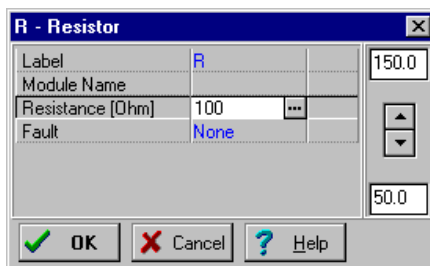 R - Resistor
Label R
Module Name
Resistance [Ohm] 100 ...
Fault None
150.0
50.0
OK Cancel ? Help